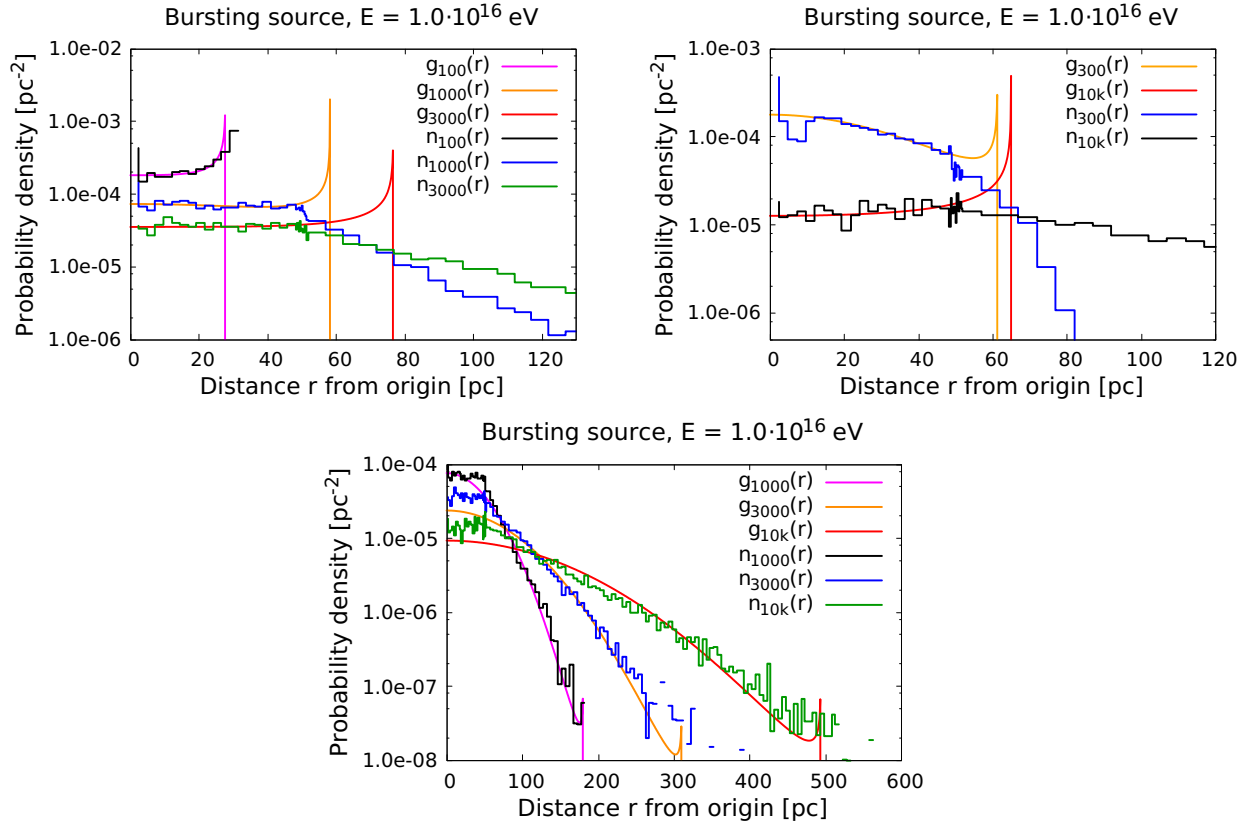 Bursting source, E = 1.0·10¹⁶ eV
Probability density [pc⁻²]
1.0e-02
1.0e-03
1.0e-04
1.0e-05
1.0e-06
g₁₀₀(r)
g₁₀₀₀(r)
g₃₀₀₀(r)
n₁₀₀(r)
n₁₀₀₀(r)
n₃₀₀₀(r)
0 20 40 60 80 100 120
Distance r from origin [pc]
Bursting source, E = 1.0·10¹⁶ eV
Probability density [pc⁻²]
1.0e-03
1.0e-04
1.0e-05
1.0e-06
g₃₀₀(r)
g₁₀ₖ(r)
n₃₀₀(r)
n₁₀ₖ(r)
0 20 40 60 80 100 120
Distance r from origin [pc]
Bursting source, E = 1.0·10¹⁶ eV
Probability density [pc⁻²]
1.0e-04
1.0e-05
1.0e-06
1.0e-07
1.0e-08
g₁₀₀₀(r)
g₃₀₀₀(r)
g₁₀ₖ(r)
n₁₀₀₀(r)
n₃₀₀₀(r)
n₁₀ₖ(r)
0 100 200 300 400 500 600
Distance r from origin [pc]